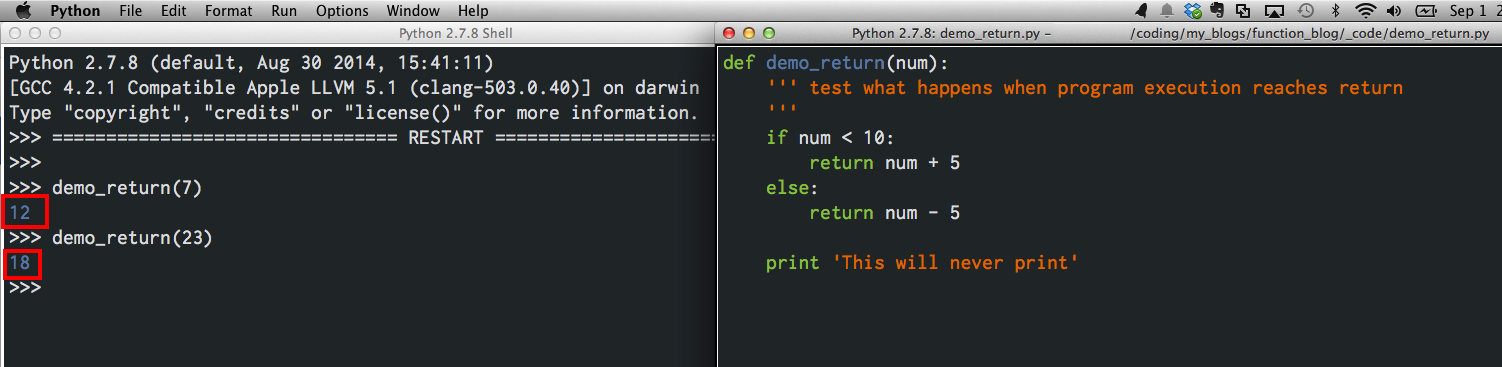 Python File Edit Format Run Options Window Help Sep 1 2
Python 2.7.8 Shell
Python 2.7.8 (default, Aug 30 2014, 15:41:11)
[GCC 4.2.1 Compatible Apple LLVM 5.1 (clang-503.0.40)] on darwin
Type "copyright", "credits" or "license()" for more information.
>>> ================================ RESTART =====================
>>>
>>> demo_return(7)
12
>>> demo_return(23)
18
>>>
Python 2.7.8: demo_return.py – /coding/my_blogs/function_blog/_code/demo_return.py
def demo_return(num):
    ''' test what happens when program execution reaches return
    '''
    if num < 10:
        return num + 5
    else:
        return num - 5
    print 'This will never print'